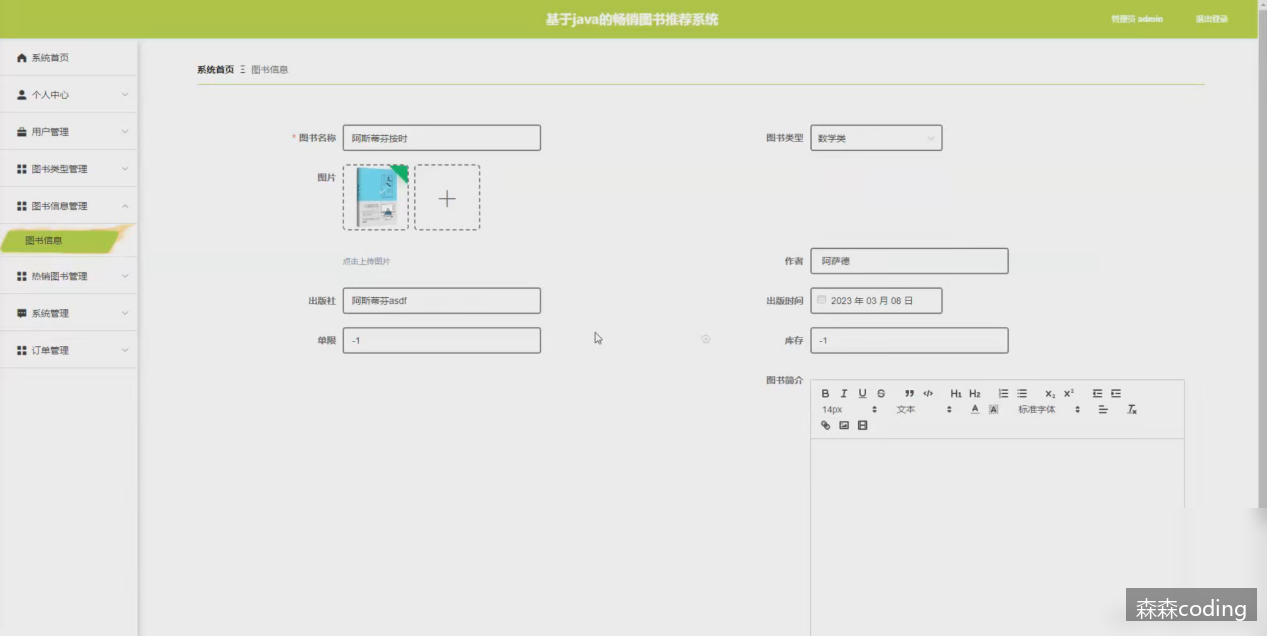 基于java的畅销图书推荐系统
管理员 admin
退出登录
系统首页
个人中心
用户管理
图书类型管理
图书信息管理
图书信息
热销图书管理
系统管理
订单管理
系统首页 Ξ 图书信息
* 图书名称 阿斯蒂芬按时
图书类型 数学类
图片
点击上传图片
作者 阿萨德
出版社 阿斯蒂芬asdf
出版时间 2023 年 03 月 08 日
单限 -1
库存 -1
图书简介
B I U S ” </> H1 H2 x₂ x²
14px 文本 A A 标准字体 Tx
森森coding